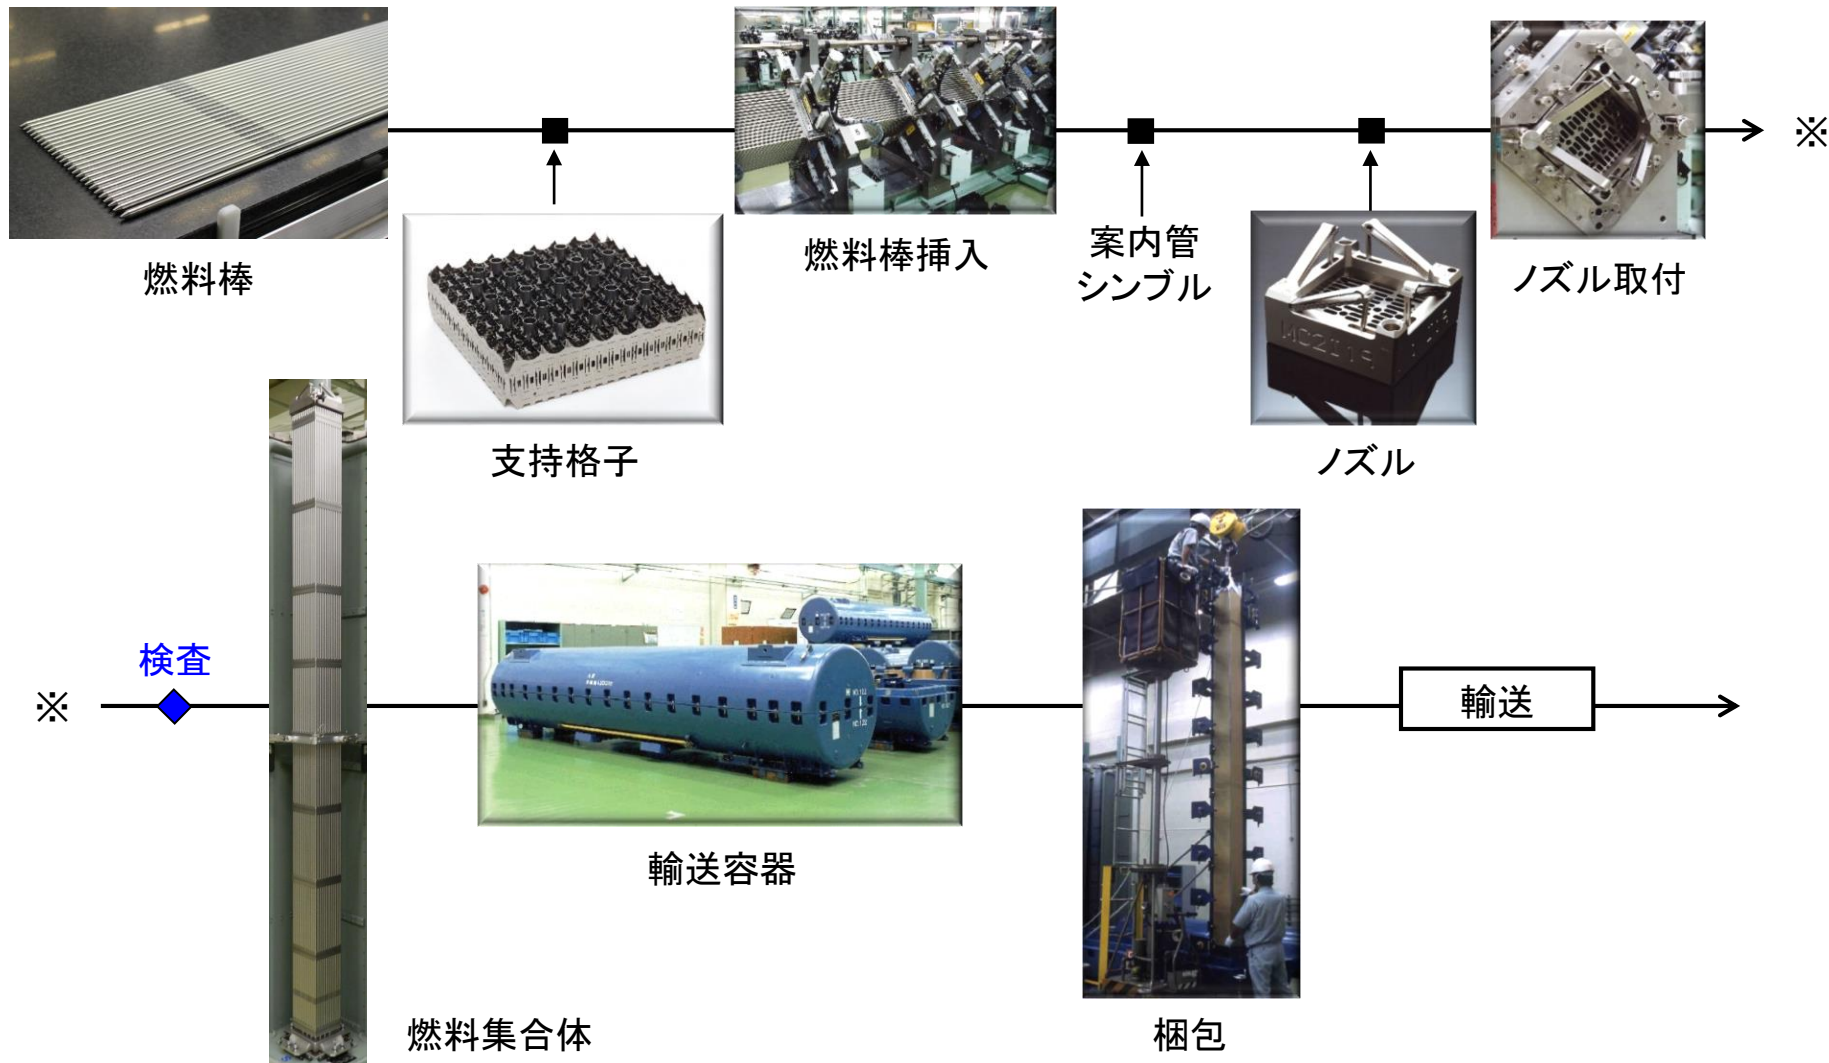 ※
燃料棒
燃料棒挿入
案内管
シンブル
ノズル取付
MC2U19
支持格子
ノズル
検査
※
輸送
輸送容器
燃料集合体
梱包